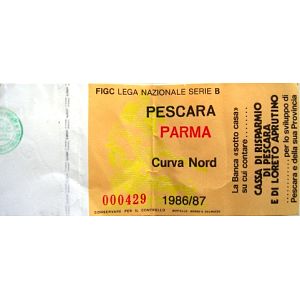 FIGC LEGA NAZIONALE SERIE B
PESCARA
PARMA
Curva Nord
000429 1986/87
CONSERVARE PER IL CONTROLLO
La Banca «sotto casa»
su cui contare......
CASSA DI RISPARMIO
DI PESCARA
E DI LORETO APRUTINO
......per lo sviluppo di
Pescara e della sua Provincia